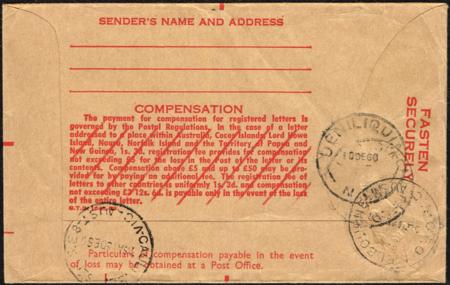 SENDER'S NAME AND ADDRESS
COMPENSATION
The payment for compensation for registered letters is
governed by the Postal Regulations. In the case of a letter
addressed to a place within Australia, Cocos Islands, Lord Howe
Island, Nauru, Norfolk Island and the Territory of Papua and
New Guinea, 1s. 3d. registration fee provides for compensation
not exceeding £5 for loss in the event of the letter or its
contents. Compensation above £5 and up to £50 may be pro-
vided for by paying an additional fee. The registration fee of
letters to other countries is uniformly 1s. 3d. and compensation
not exceeding £2 12s. 6d. is payable only in the event of the loss
of the entire letter.
Particulars of compensation payable in the event
of loss may be obtained at a Post Office.
FASTEN
SECURELY
DENILIQUIN
10DE60
VIC-AUST